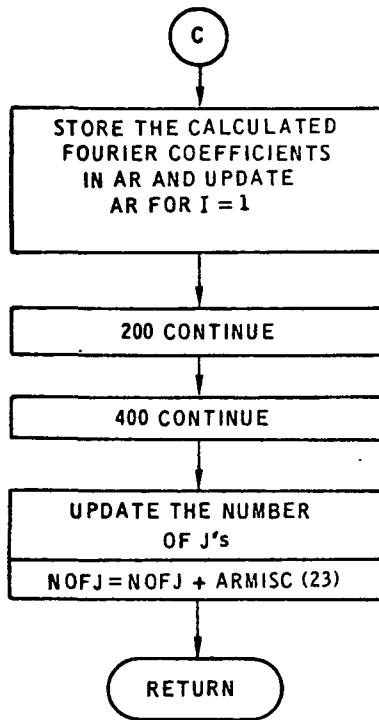 C
STORE THE CALCULATED
FOURIER COEFFICIENTS
IN AR AND UPDATE
AR FOR I = 1
200 CONTINUE
400 CONTINUE
UPDATE THE NUMBER
OF J's
NOFJ = NOFJ + ARMISC (23)
RETURN